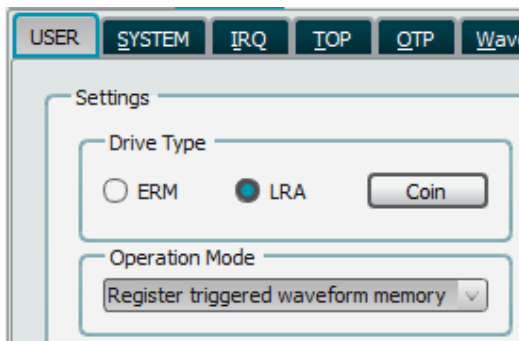 USER SYSTEM IRQ TOP OTP
Settings
Drive Type
ERM LRA Coin
Operation Mode
Register triggered waveform memory